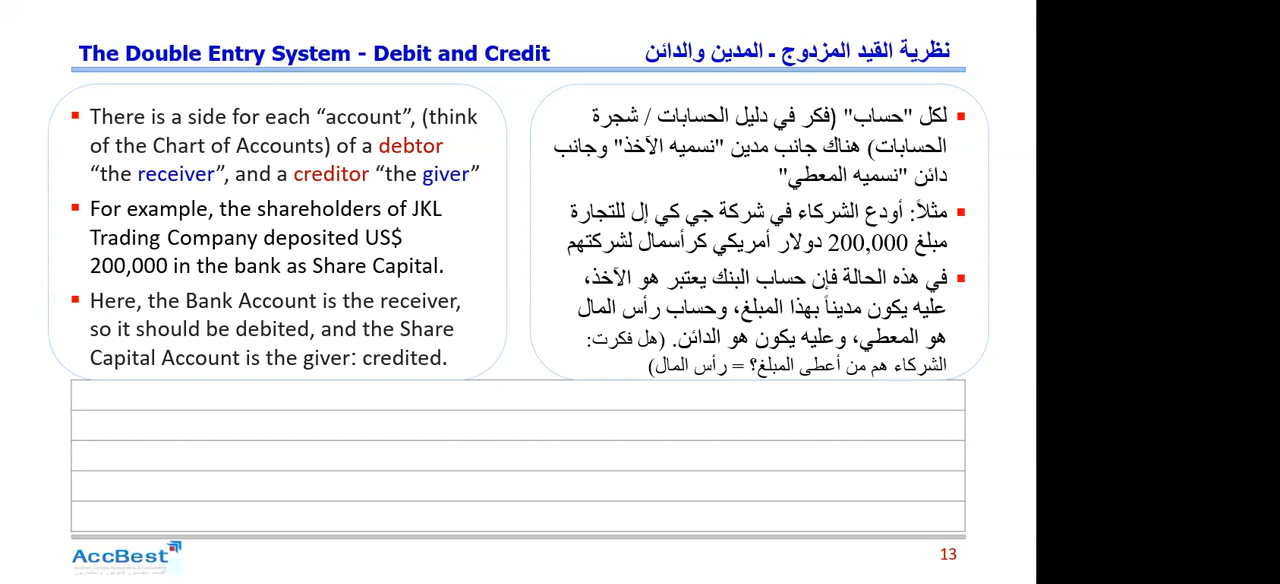 The Double Entry System - Debit and Credit
نظرية القيد المزدوج ـ المدين والدائن
▪ There is a side for each “account”, (think
of the Chart of Accounts) of a debtor
“the receiver”, and a creditor “the giver”
▪ For example, the shareholders of JKL
Trading Company deposited US$
200,000 in the bank as Share Capital.
▪ Here, the Bank Account is the receiver,
so it should be debited, and the Share
Capital Account is the giver: credited.
▪ لكل "حساب" (فكر في دليل الحسابات / شجرة
الحسابات) هناك جانب مدين "نسميه الآخذ" وجانب
دائن "نسميه المعطي"
▪ مثلاً: أودع الشركاء في شركة جي كي إل للتجارة
مبلغ 200,000 دولار أمريكي كرأسمال لشركتهم
▪ في هذه الحالة فإن حساب البنك يعتبر هو الآخذ،
عليه يكون مديناً بهذا المبلغ، وحساب رأس المال
هو المعطي، وعليه يكون هو الدائن. (هل فكرت:
الشركاء هم من أعطى المبلغ؟ = رأس المال)
AccBest
13